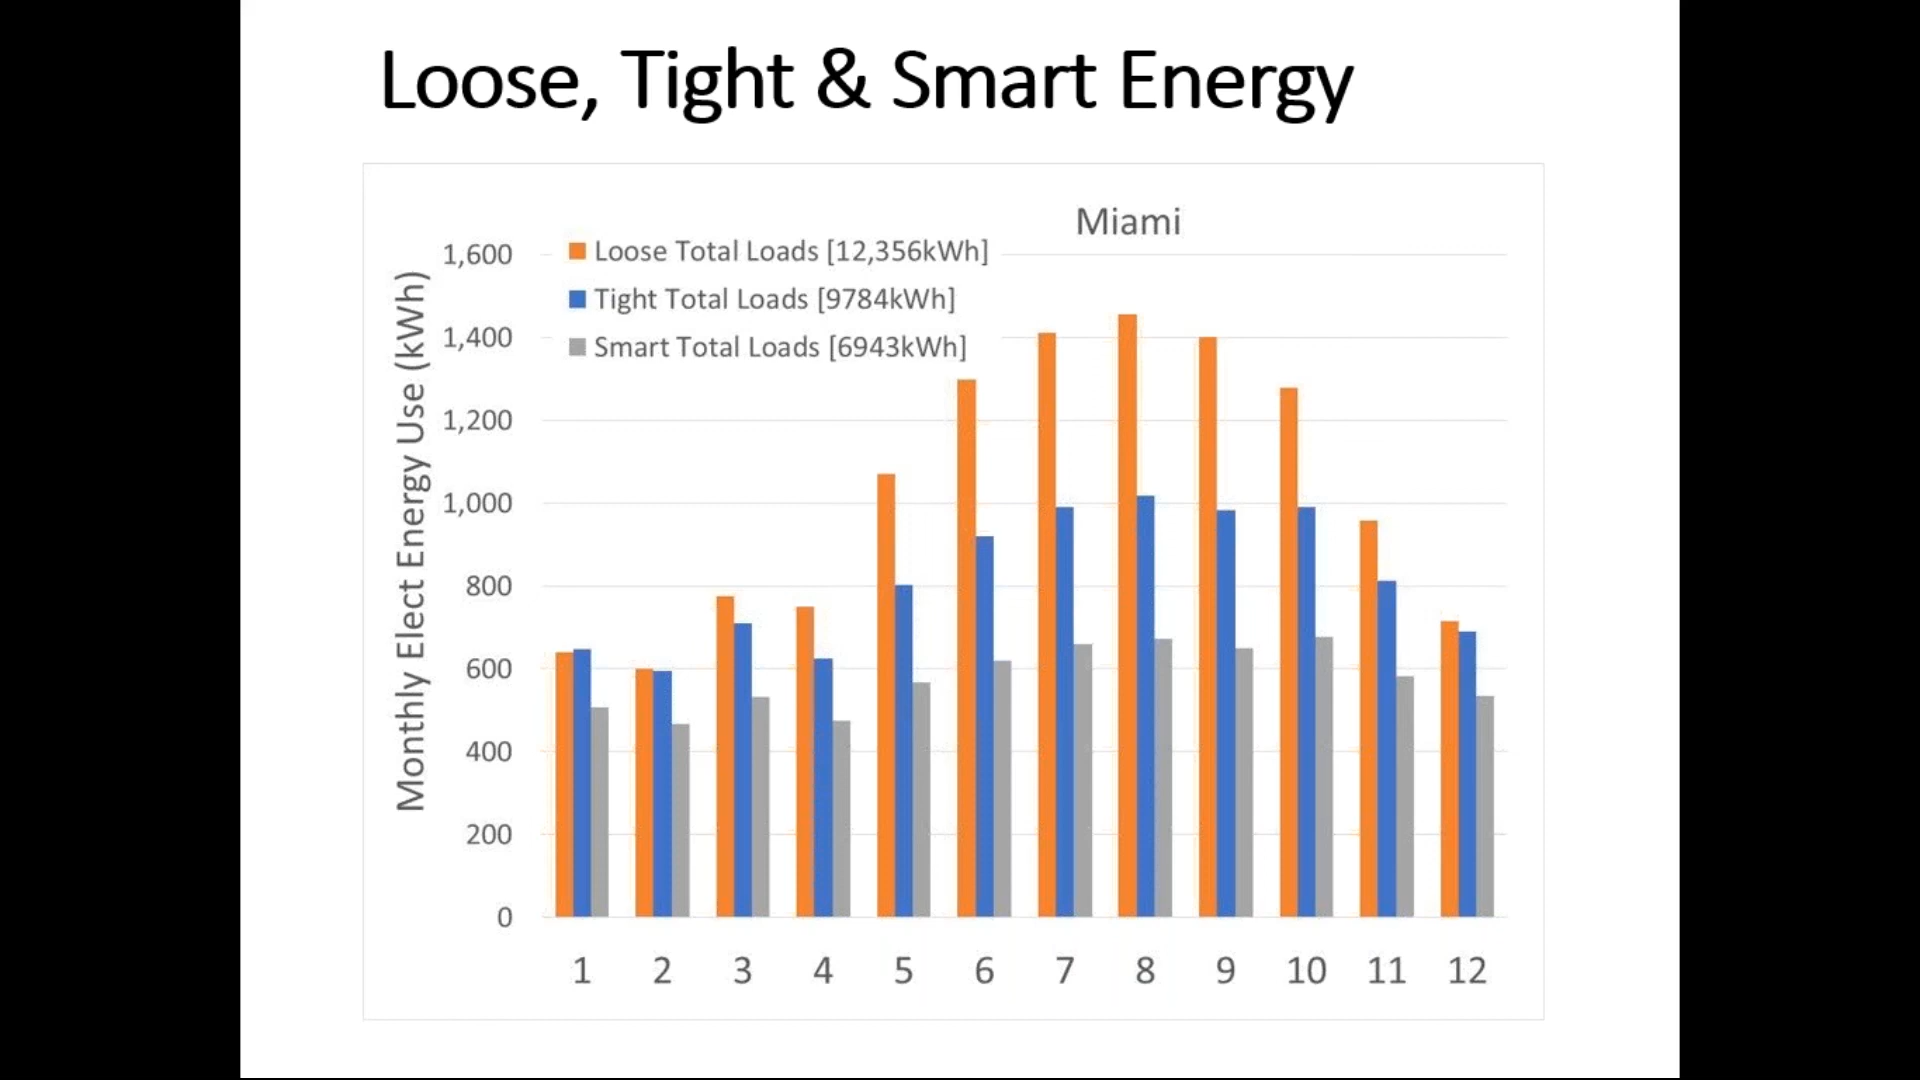 Loose, Tight & Smart Energy
Miami
Loose Total Loads [12,356kWh]
Tight Total Loads [9784kWh]
Smart Total Loads [6943kWh]
Monthly Elect Energy Use (kWh)
1,600
1,400
1,200
1,000
800
600
400
200
0
1 2 3 4 5 6 7 8 9 10 11 12